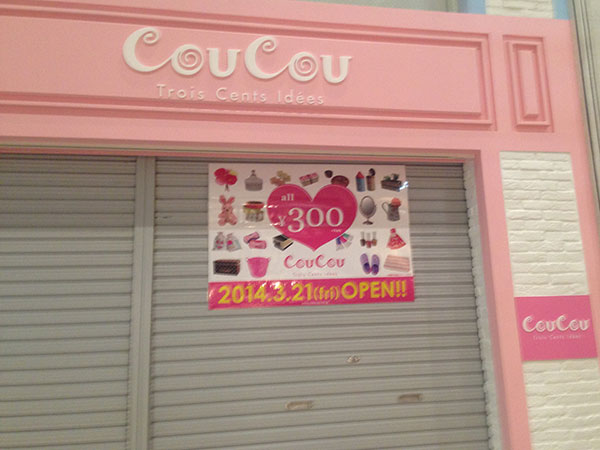 CouCou
Trois Cents Idées
all
¥300
CouCou
Trois Cents Idées
2014.3.21(fri)OPEN!!
CouCou
Trois Cents Idées